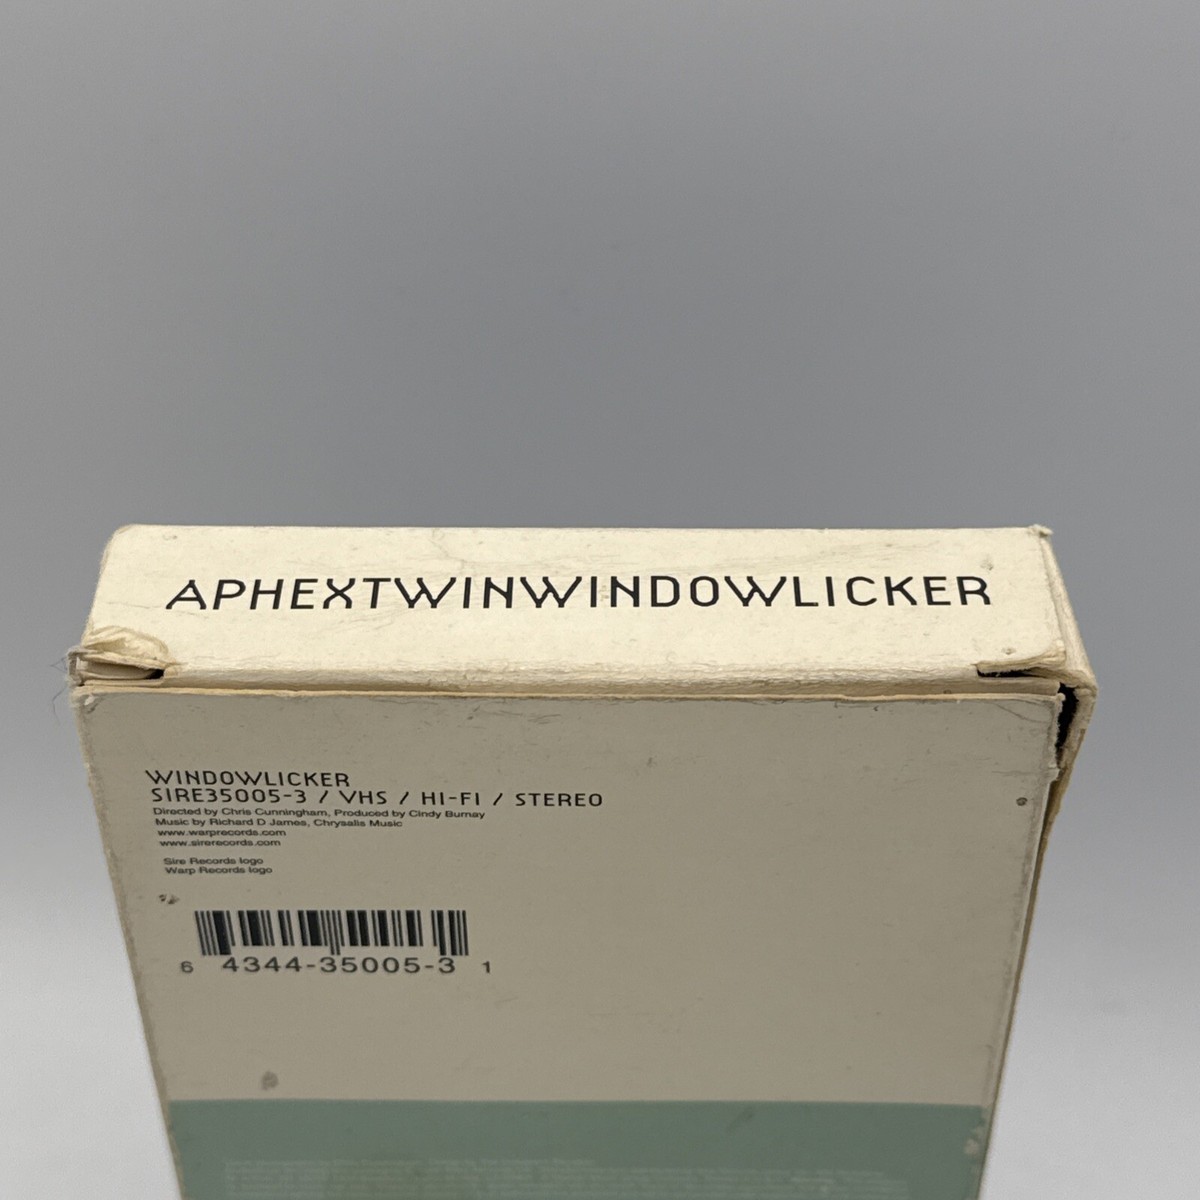 APHEXTWINWINDOWLICKER
WINDOWLICKER
SIRE35005-3 / VHS / HI-FI / STEREO
Directed by Chris Cunningham, Produced by Cindy Burnay
Music by Richard D James, Chrysalis Music
www.warprecords.com
www.sirerecords.com
Sire Records logo
Warp Records logo
6 4344-35005-3 1